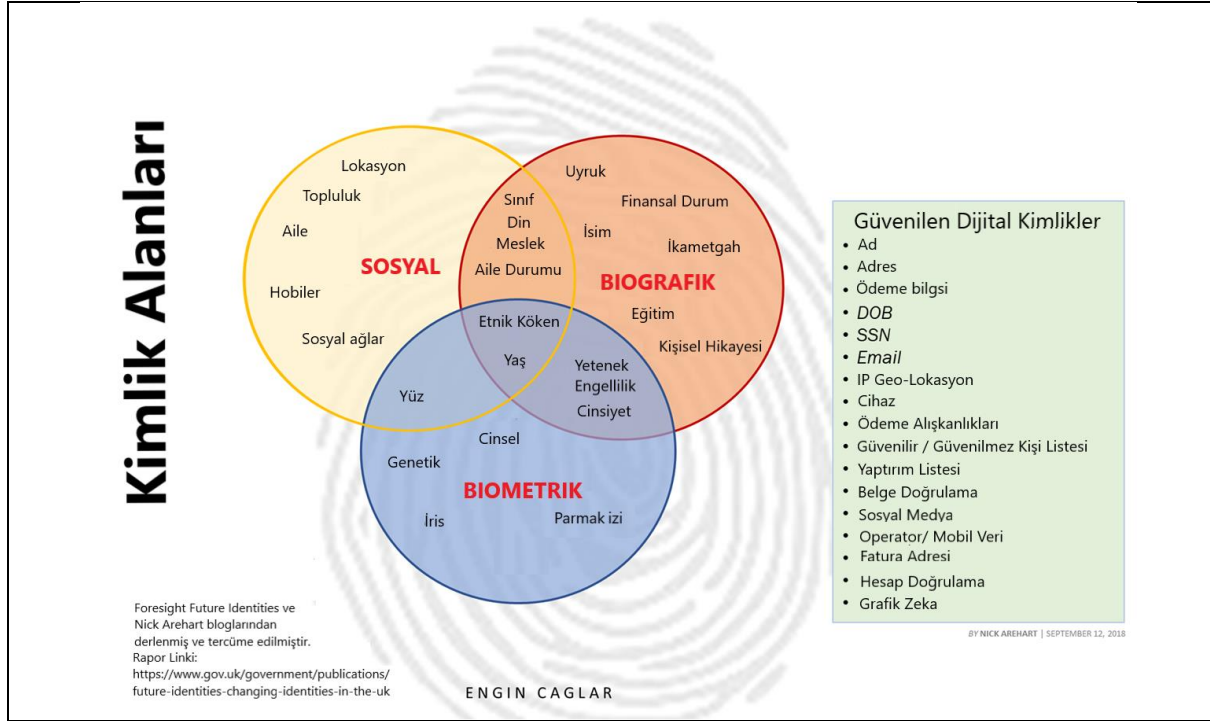 Kimlik Alanları
Lokasyon
Topluluk
Aile
SOSYAL
Hobiler
Sosyal ağlar
Sınıf
Din
Meslek
Aile Durumu
Uyruk
Finansal Durum
İsim
İkametgah
BIOGRAFIK
Eğitim
Kişisel Hikayesi
Etnik Köken
Yaş
Yetenek
Engellilik
Cinsiyet
Yüz
Cinsel
Genetik
BIOMETRIK
İris
Parmak izi
Güvenilen Dijital Kimlikler
• Ad
• Adres
• Ödeme bilgsi
• DOB
• SSN
• Email
• IP Geo-Lokasyon
• Cihaz
• Ödeme Alışkanlıkları
• Güvenilir / Güvenilmez Kişi Listesi
• Yaptırım Listesi
• Belge Doğrulama
• Sosyal Medya
• Operatör/ Mobil Veri
• Fatura Adresi
• Hesap Doğrulama
• Grafik Zeka
BY NICK AREHART | SEPTEMBER 12, 2018
Foresight Future Identities ve
Nick Arehart bloglarından
derlenmiş ve tercüme edilmiştir.
Rapor Linki:
https://www.gov.uk/government/publications/
future-identities-changing-identities-in-the-uk
ENGIN CAGLAR